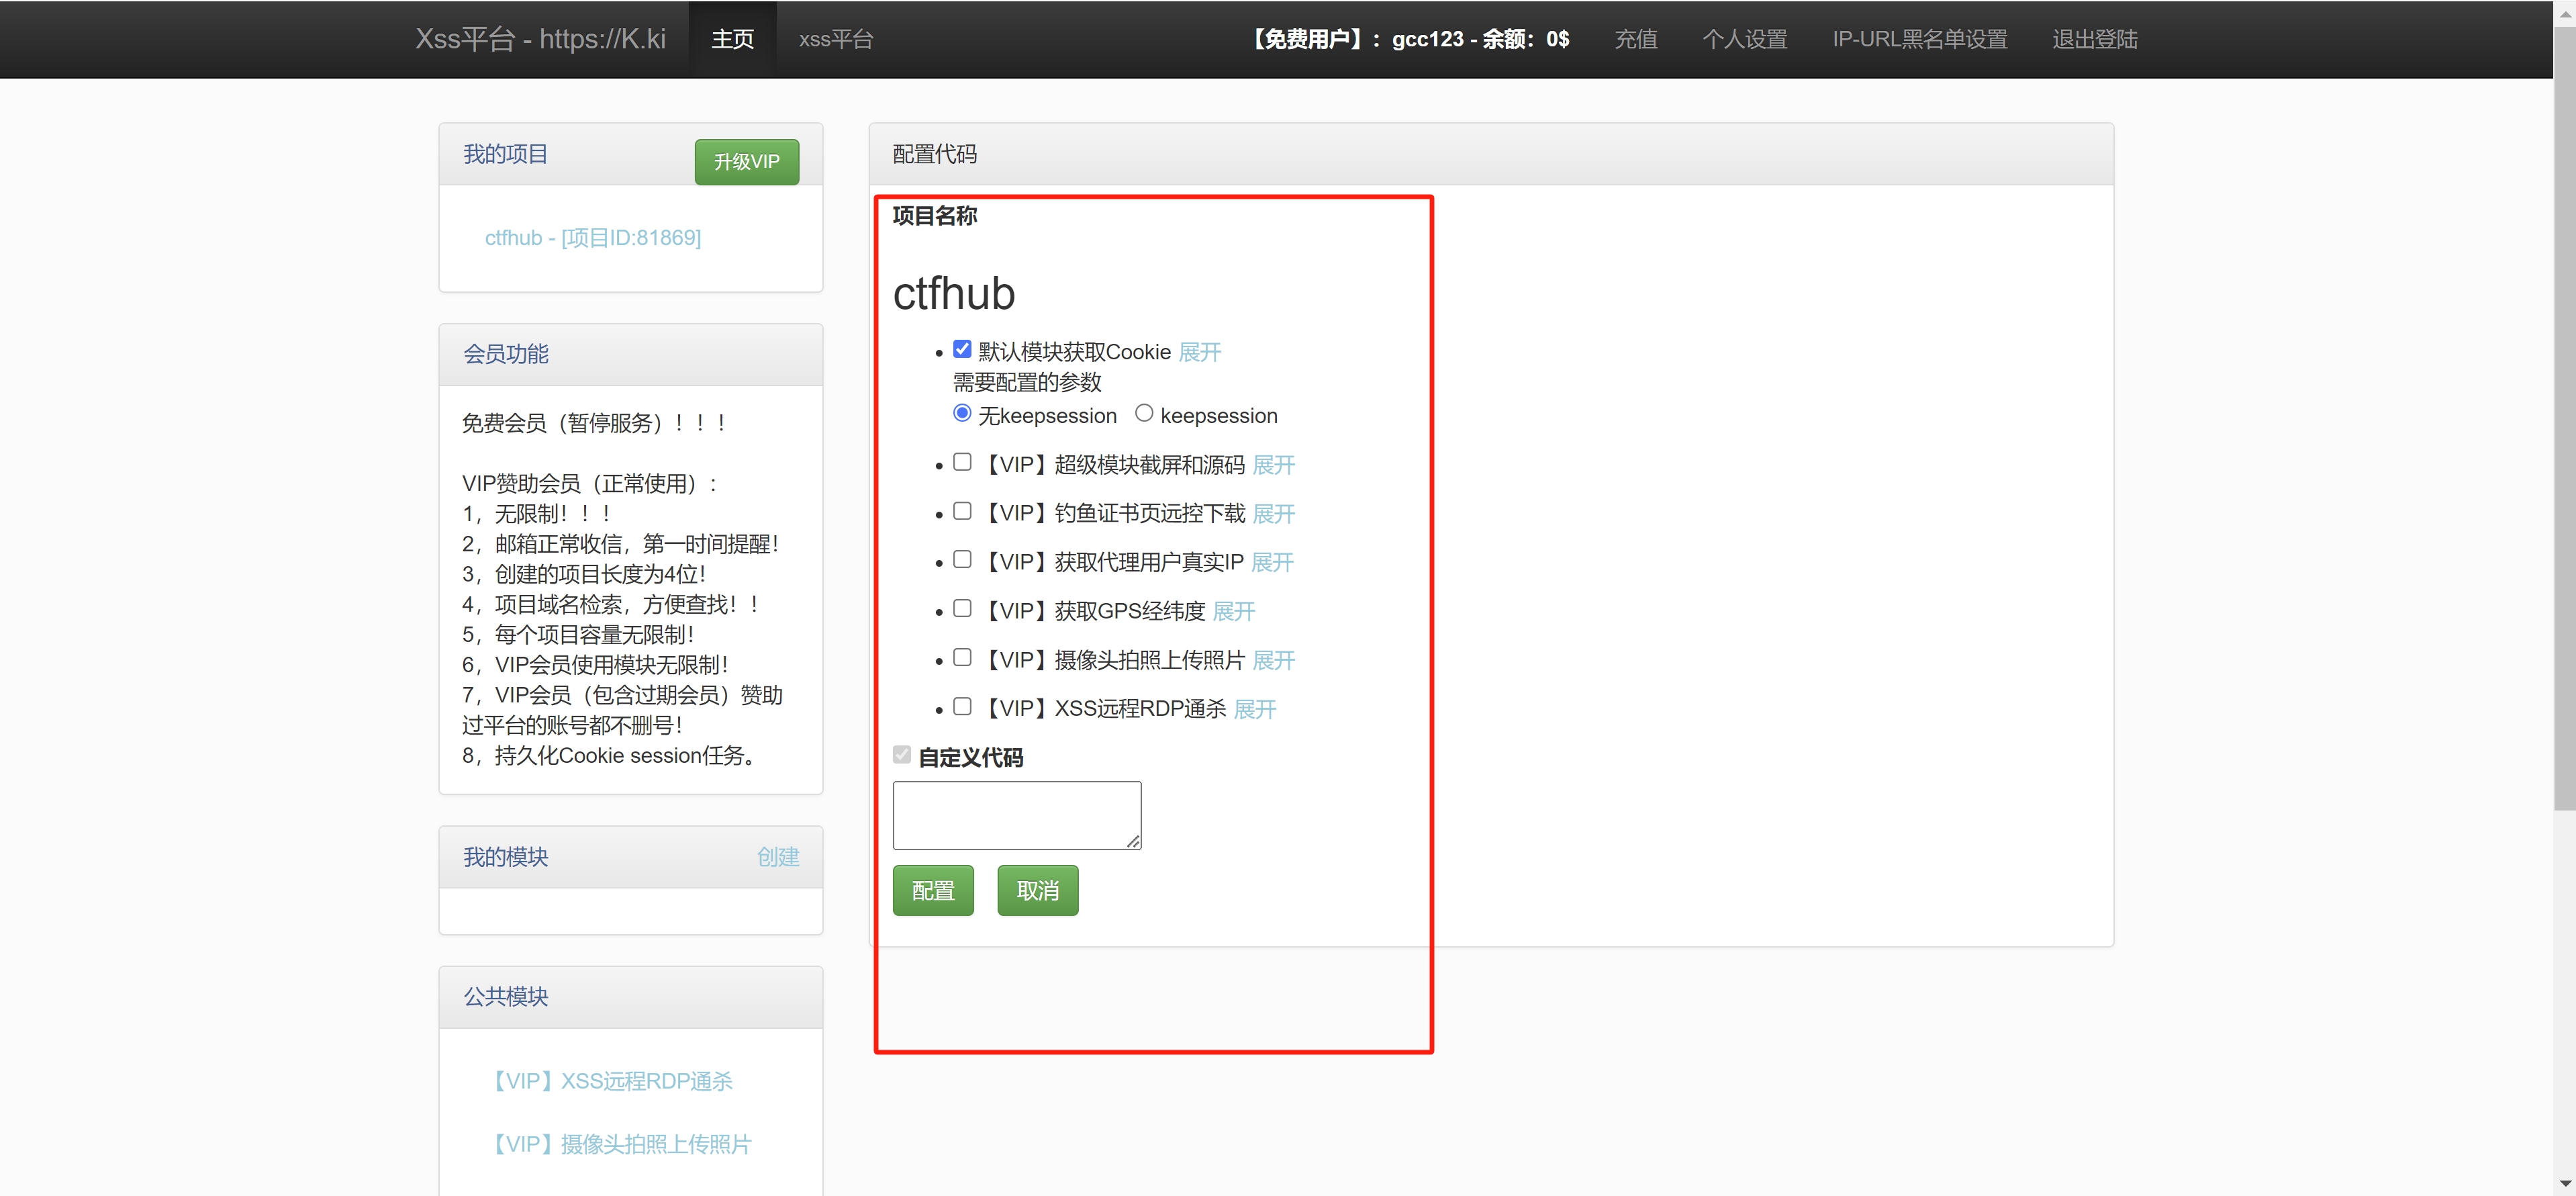 Xss平台 - https://K.ki 主页 xss平台 【免费用户】：gcc123 - 余额：0$ 充值 个人设置 IP-URL黑名单设置 退出登陆
我的项目 升级VIP
ctfhub - [项目ID:81869]
会员功能
免费会员（暂停服务）！！！
VIP赞助会员（正常使用）：
1，无限制！！！
2，邮箱正常收信，第一时间提醒！
3，创建的项目长度为4位！
4，项目域名检索，方便查找！！
5，每个项目容量无限制！
6，VIP会员使用模块无限制！
7，VIP会员（包含过期会员）赞助
过平台的账号都不删号！
8，持久化Cookie session任务。
我的模块 创建
公共模块
【VIP】XSS远程RDP通杀
【VIP】摄像头拍照上传照片
配置代码
项目名称
ctfhub
默认模块获取Cookie 展开
需要配置的参数
无keepsession keepsession
【VIP】超级模块截屏和源码 展开
【VIP】钓鱼证书页远控下载 展开
【VIP】获取代理用户真实IP 展开
【VIP】获取GPS经纬度 展开
【VIP】摄像头拍照上传照片 展开
【VIP】XSS远程RDP通杀 展开
自定义代码
配置 取消